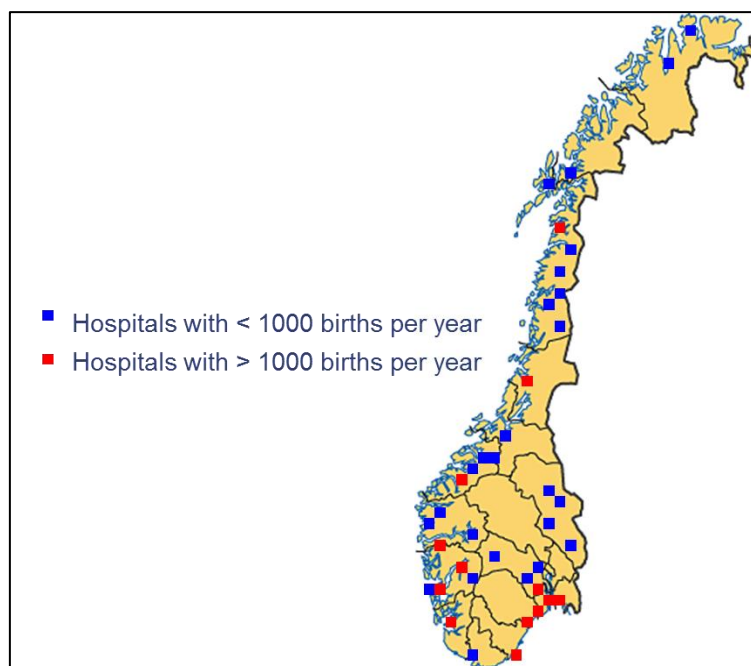 Hospitals with < 1000 births per year
Hospitals with > 1000 births per year